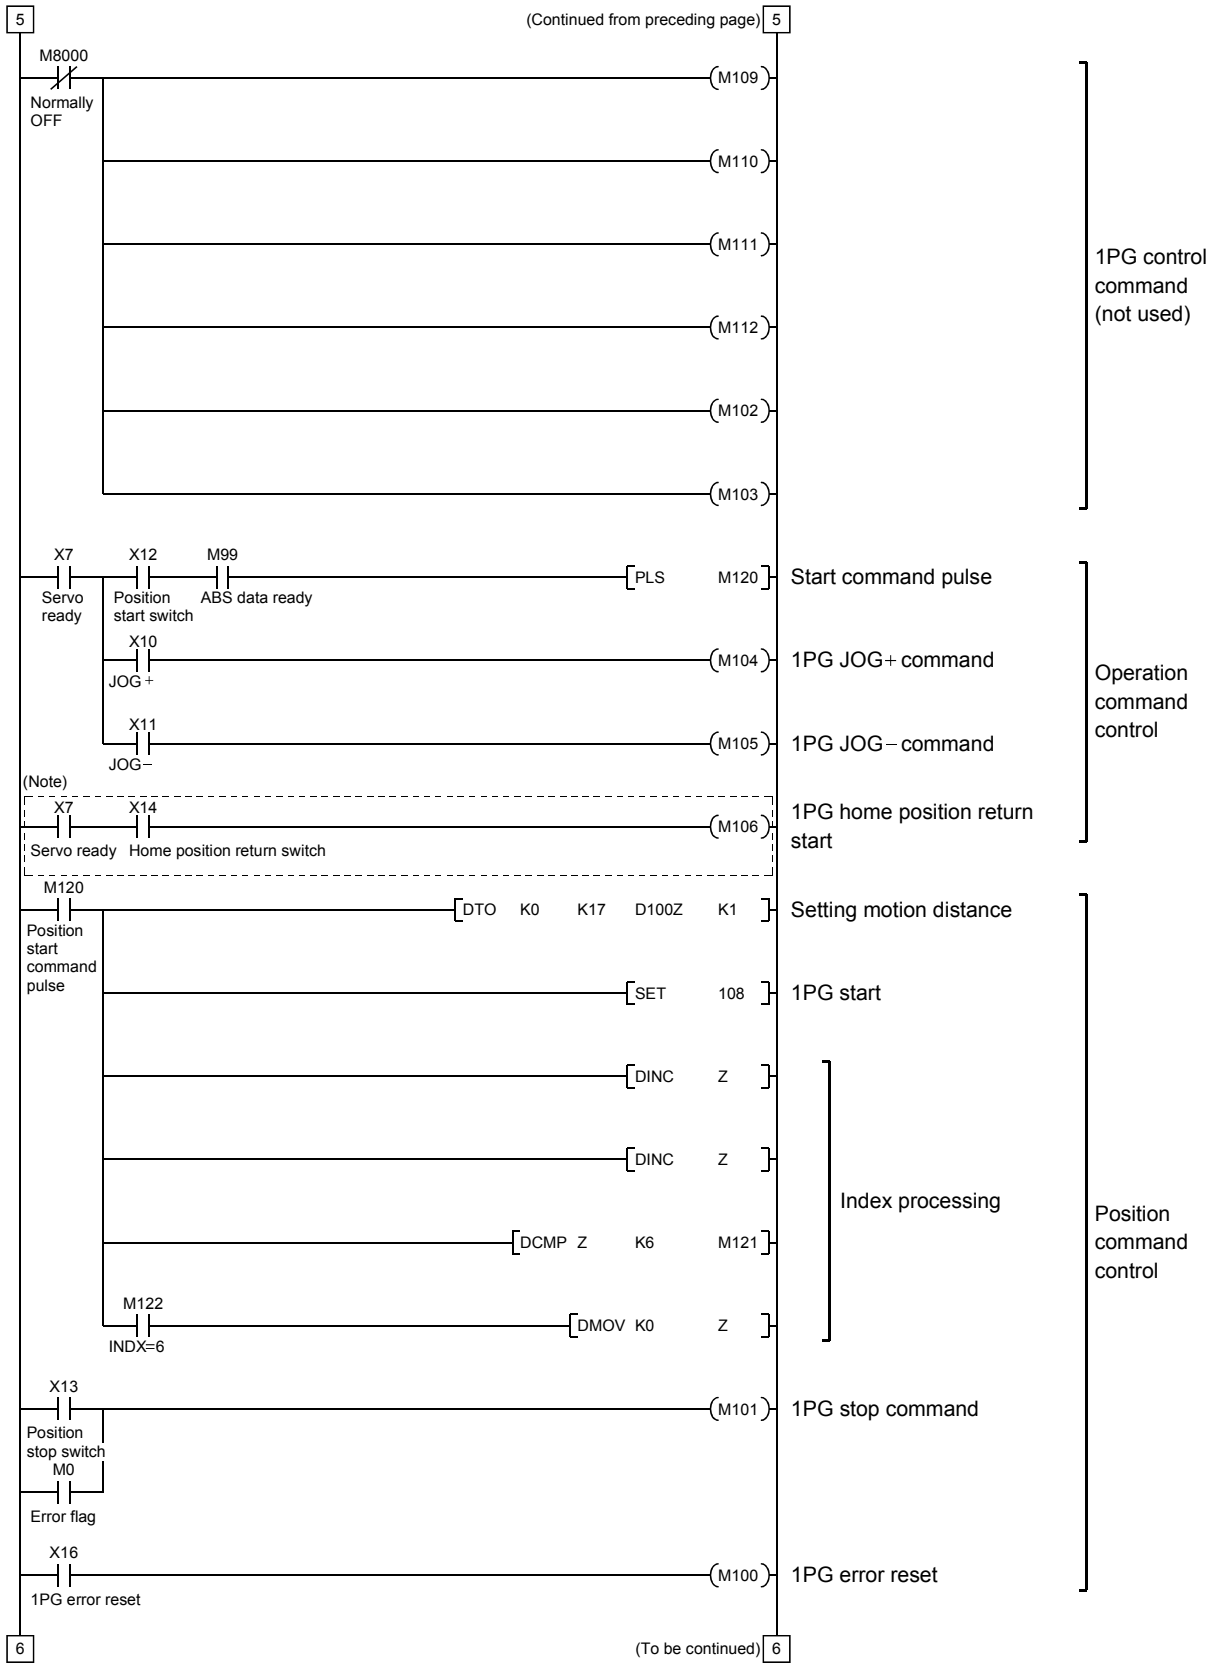 5 (Continued from preceding page) 5
M8000
Normally
OFF
M109
M110
M111
M112
M102
M103
1PG control
command
(not used)
X7 X12 M99
PLS M120 Start command pulse
Servo
ready
Position
start switch
ABS data ready
X10
JOG+
M104 1PG JOG+ command
X11
JOG−
M105 1PG JOG− command
Operation
command
control
(Note)
X7 X14
Servo ready Home position return switch
M106 1PG home position return
start
M120
Position
start
command
pulse
DTO K0 K17 D100Z K1 Setting motion distance
SET 108 1PG start
DINC Z
DINC Z
Index processing
DCMP Z K6 M121
M122
INDX=6
DMOV K0 Z
Position
command
control
X13
Position
stop switch
M0
Error flag
M101 1PG stop command
X16
1PG error reset
M100 1PG error reset
6 (To be continued) 6